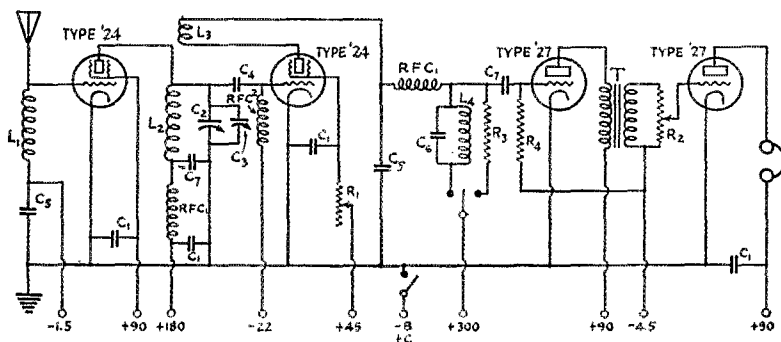 TYPE '24
L3
TYPE '24
TYPE '27
TYPE '27
L1
C5
C1
L2
C7
RFC1
C1
C2
C3
C4
RFC2
C1
R1
C5
RFC1
C6
L4
R3
C7
R4
T
R2
C1
-1.5
+90
+180
-22
+45
-B
+C
+300
+90
-4.5
+90